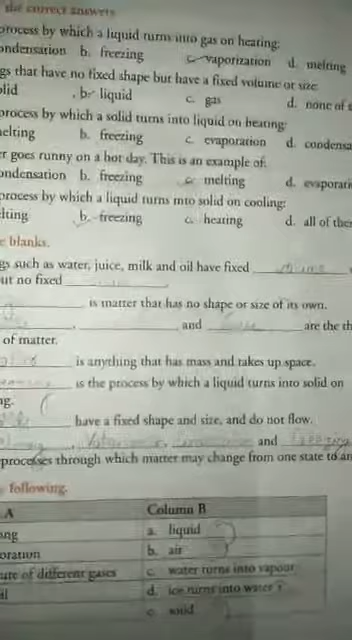 the correct answers
process by which a liquid turns into gas on heating:
ondensation b. freezing c. vaporization d. melting
gs that have no fixed shape but have a fixed volume or size
olid b. liquid c. gas d. none of
process by which a solid turns into liquid on heating:
elting b. freezing c. evaporation d. condensa
er goes runny on a hot day. This is an example of:
ondensation b. freezing c. melting d. evaporati
process by which a liquid turns into solid on cooling:
elting b. freezing c. heating d. all of thes
e blanks.
gs such as water, juice, milk and oil have fixed
ut no fixed
is matter that has no shape or size of its own.
, and are the th
of matter.
is anything that has mass and takes up space.
is the process by which a liquid turns into solid on
ng.
have a fixed shape and size, and do not flow.
, , and
processes through which matter may change from one state to an
following.
A Column B
ing a. liquid
oration b. air
ure of different gases c. water turns into vapour
il d. ice turns into water
e. solid